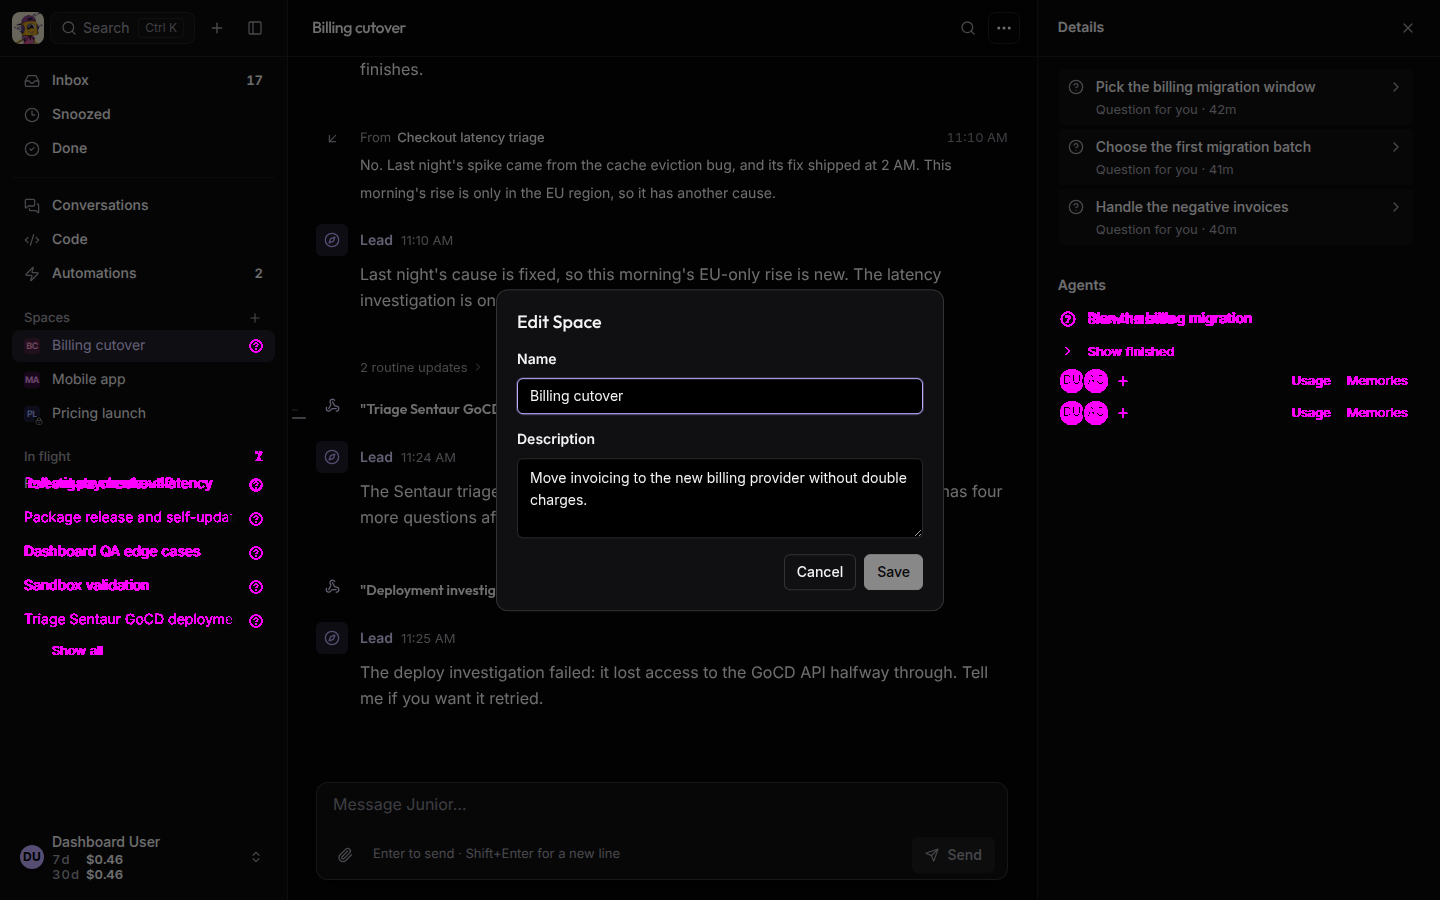 Search Ctrl K
Inbox 17
Snoozed
Done
Conversations
Code
Automations 2
Spaces
BC Billing cutover
MA Mobile app
PL Pricing launch
In flight
Package release and self-updat
Dashboard QA edge cases
Sandbox validation
Triage Sentaur GoCD deployme
Show all
DU Dashboard User
7d $0.46
30d $0.46
Billing cutover
finishes.
From Checkout latency triage 11:10 AM
No. Last night's spike came from the cache eviction bug, and its fix shipped at 2 AM. This
morning's rise is only in the EU region, so it has another cause.
Lead 11:10 AM
Last night's cause is fixed, so this morning's EU-only rise is new. The latency
investigation is on
2 routine updates
"Triage Sentaur GoCD
Lead 11:24 AM
The Sentaur triage has four
more questions af
"Deployment investig
Lead 11:25 AM
The deploy investigation failed: it lost access to the GoCD API halfway through. Tell
me if you want it retried.
Message Junior...
Enter to send · Shift+Enter for a new line
Send
Edit Space
Name
Billing cutover
Description
Move invoicing to the new billing provider without double
charges.
Cancel Save
Details
Pick the billing migration window
Question for you · 42m
Choose the first migration batch
Question for you · 41m
Handle the negative invoices
Question for you · 40m
Agents
billing migration
Show finished
DU + Usage Memories
DU + Usage Memories